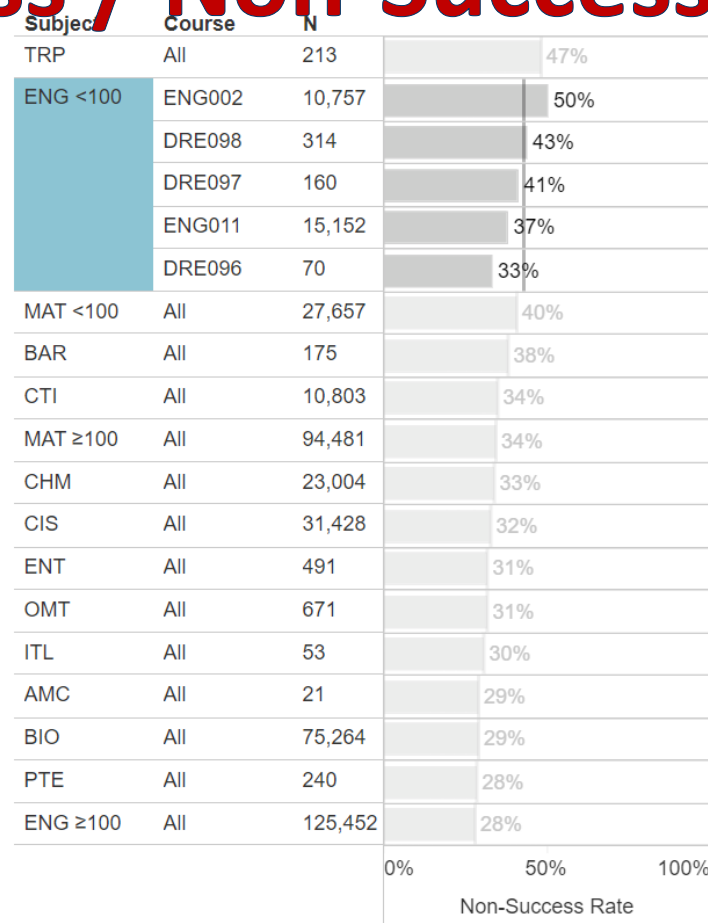 ss / Non-Success
Subject Course N
TRP All 213 47%
ENG <100 ENG002 10,757 50%
DRE098 314 43%
DRE097 160 41%
ENG011 15,152 37%
DRE096 70 33%
MAT <100 All 27,657 40%
BAR All 175 38%
CTI All 10,803 34%
MAT ≥100 All 94,481 34%
CHM All 23,004 33%
CIS All 31,428 32%
ENT All 491 31%
OMT All 671 31%
ITL All 53 30%
AMC All 21 29%
BIO All 75,264 29%
PTE All 240 28%
ENG ≥100 All 125,452 28%
0% 50% 100%
Non-Success Rate